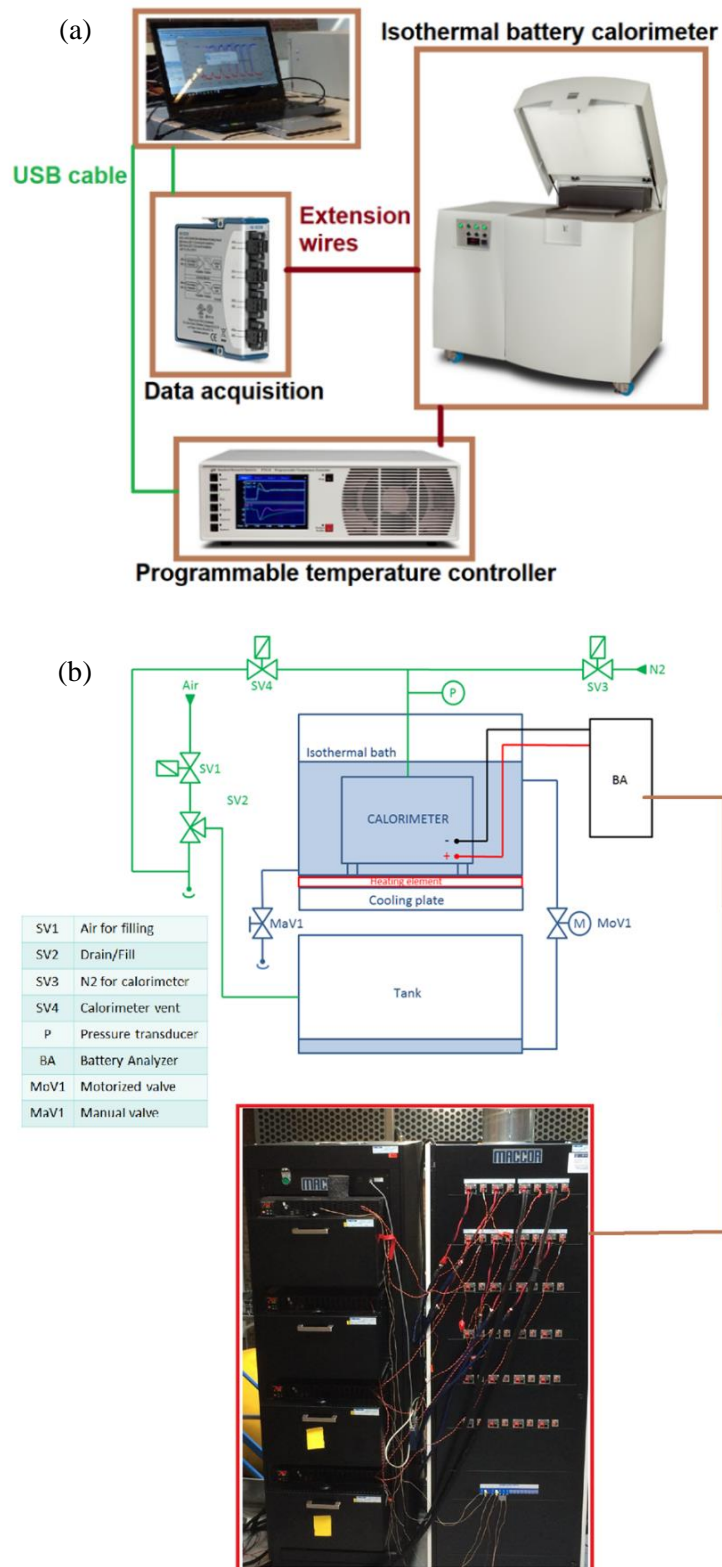 (a)
Isothermal battery calorimeter
USB cable
Extension
wires
Data acquisition
Programmable temperature controller
(b)
SV4
P
SV3
N2
Air
SV1
SV2
Isothermal bath
CALORIMETER
-
+
BA
Heating element
Cooling plate
MaV1
M
MoV1
Tank
SV1 Air for filling
SV2 Drain/Fill
SV3 N2 for calorimeter
SV4 Calorimeter vent
P Pressure transducer
BA Battery Analyzer
MoV1 Motorized valve
MaV1 Manual valve
MACCOR